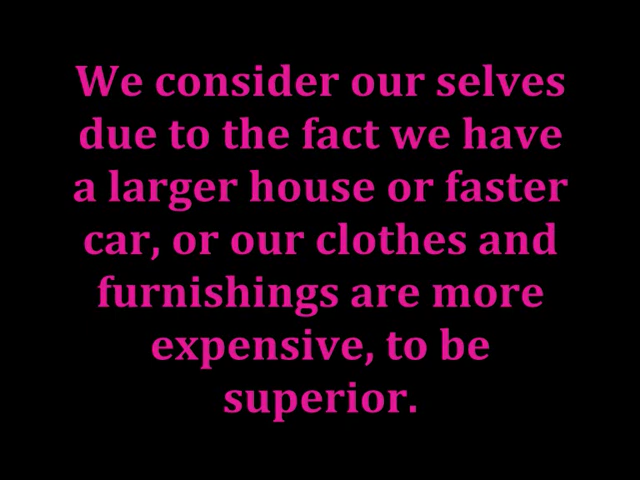 We consider our selves
due to the fact we have
a larger house or faster
car, or our clothes and
furnishings are more
expensive, to be
superior.